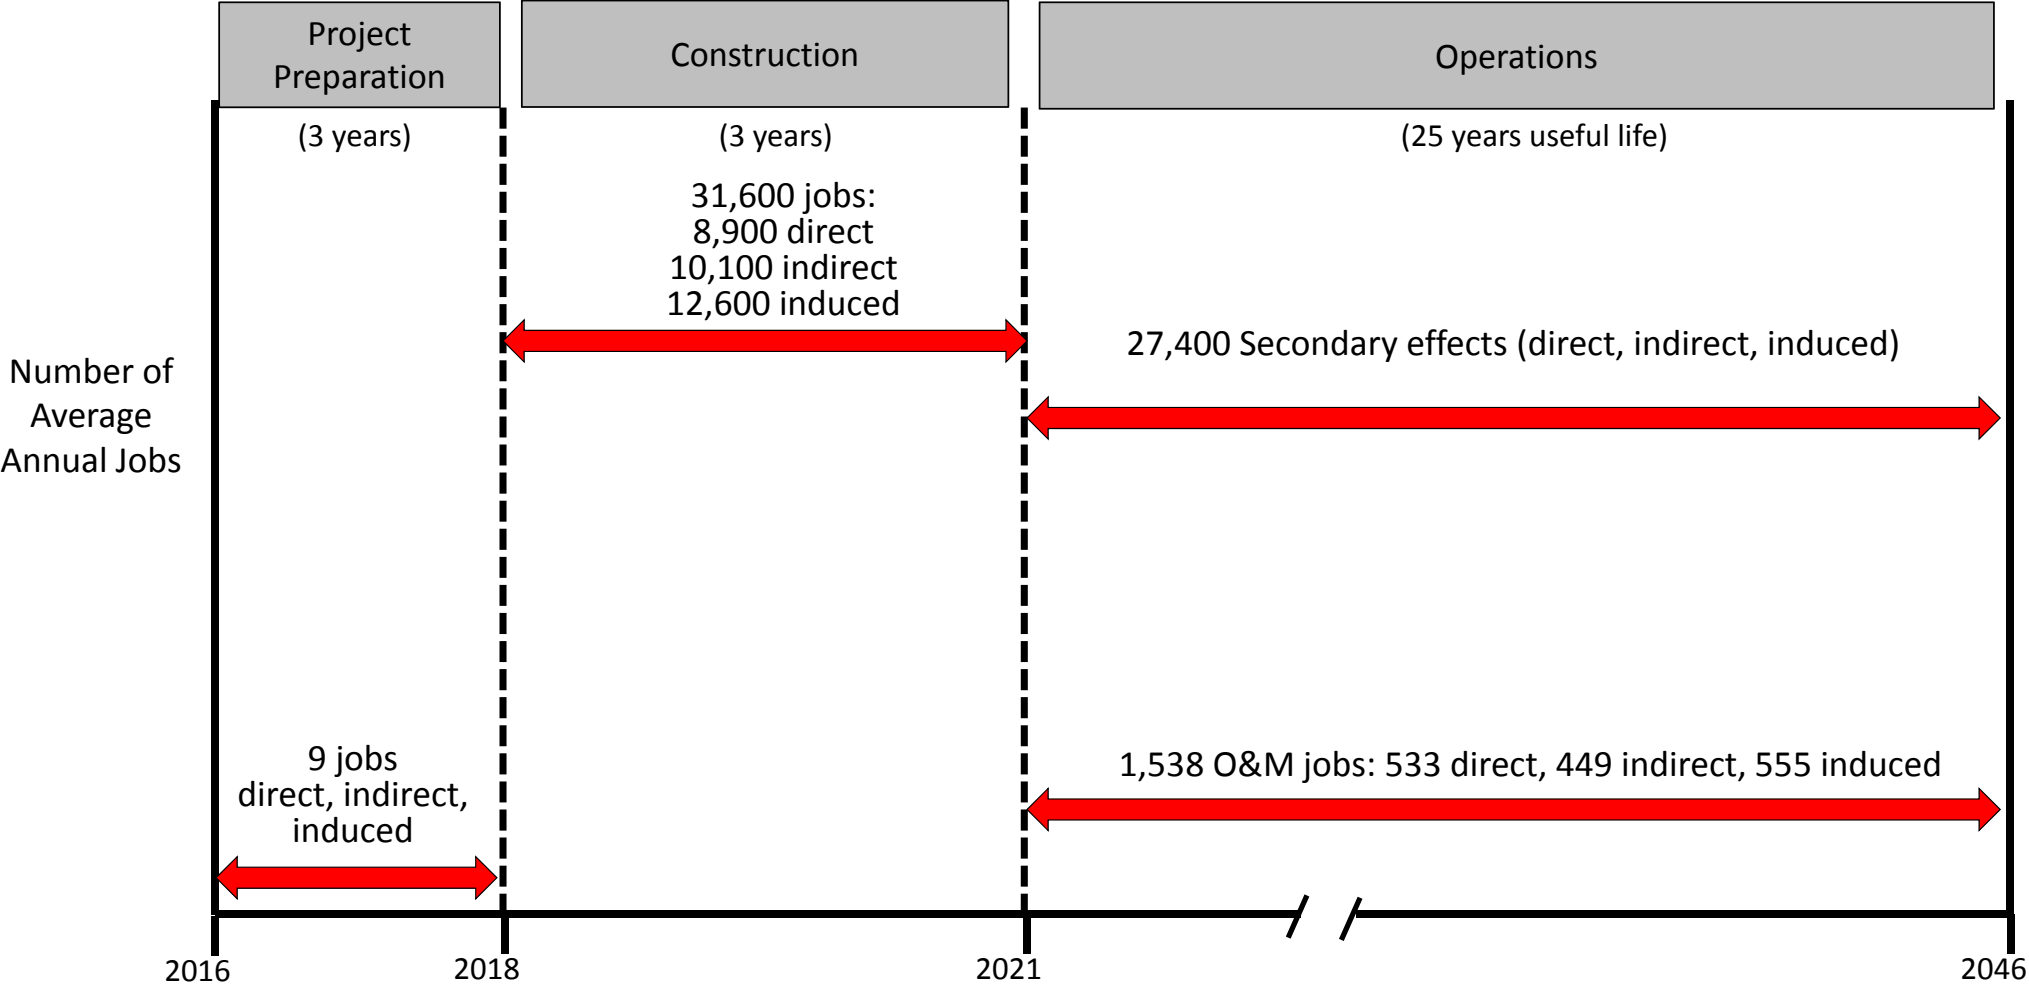 Project
Preparation
Construction
Operations
(3 years)
(3 years)
(25 years useful life)
31,600 jobs:
8,900 direct
10,100 indirect
12,600 induced
27,400 Secondary effects (direct, indirect, induced)
Number of
Average
Annual Jobs
9 jobs
direct, indirect,
induced
1,538 O&M jobs: 533 direct, 449 indirect, 555 induced
2016
2018
2021
2046